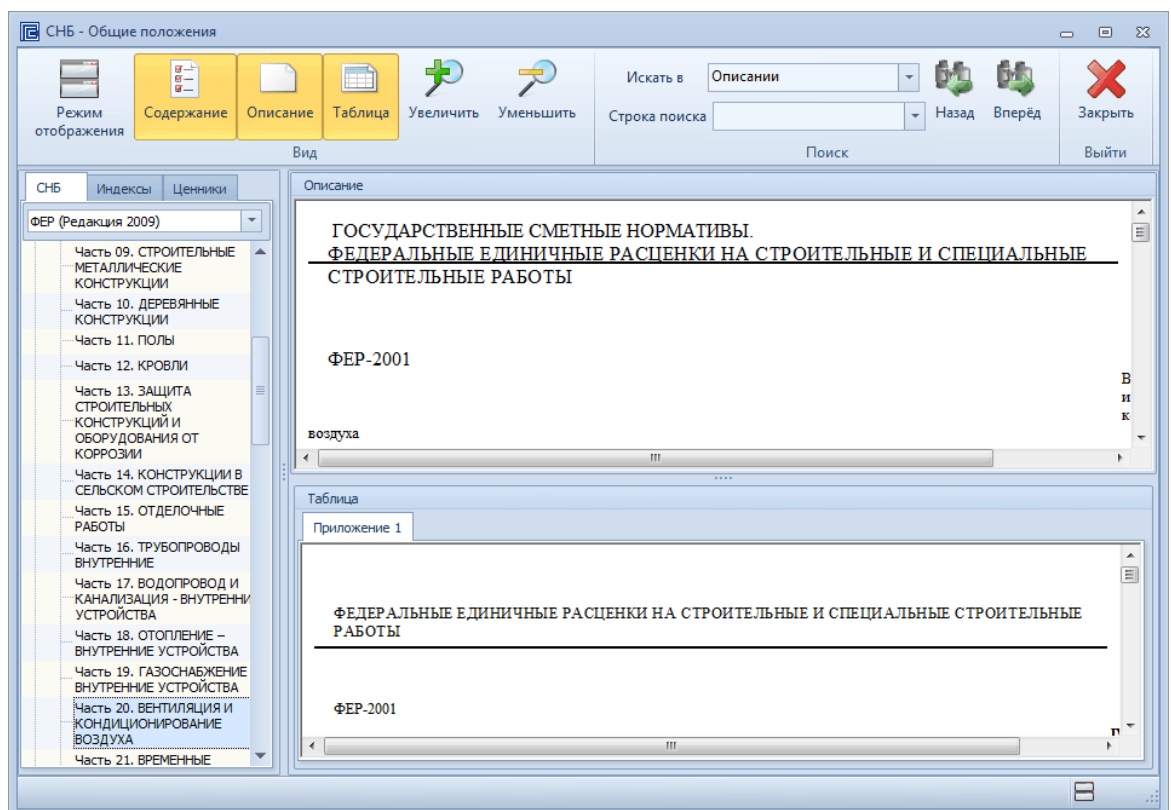 СНБ - Общие положения
Режим
отображения
Содержание
Описание
Таблица
Увеличить
Уменьшить
Вид
Искать в
Описании
Строка поиска
Назад
Вперёд
Поиск
Закрыть
Выйти
СНБ
Индексы
Ценники
ФЕР (Редакция 2009)
Часть 09. СТРОИТЕЛЬНЫЕ
МЕТАЛЛИЧЕСКИЕ
КОНСТРУКЦИИ
Часть 10. ДЕРЕВЯННЫЕ
КОНСТРУКЦИИ
Часть 11. ПОЛЫ
Часть 12. КРОВЛИ
Часть 13. ЗАЩИТА
СТРОИТЕЛЬНЫХ
КОНСТРУКЦИЙ И
ОБОРУДОВАНИЯ ОТ
КОРРОЗИИ
Часть 14. КОНСТРУКЦИИ В
СЕЛЬСКОМ СТРОИТЕЛЬСТВЕ
Часть 15. ОТДЕЛОЧНЫЕ
РАБОТЫ
Часть 16. ТРУБОПРОВОДЫ
ВНУТРЕННИЕ
Часть 17. ВОДОПРОВОД И
КАНАЛИЗАЦИЯ - ВНУТРЕННИ
УСТРОЙСТВА
Часть 18. ОТОПЛЕНИЕ –
ВНУТРЕННИЕ УСТРОЙСТВА
Часть 19. ГАЗОСНАБЖЕНИЕ
ВНУТРЕННИЕ УСТРОЙСТВА
Часть 20. ВЕНТИЛЯЦИЯ И
КОНДИЦИОНИРОВАНИЕ
ВОЗДУХА
Часть 21. ВРЕМЕННЫЕ
Описание
ГОСУДАРСТВЕННЫЕ СМЕТНЫЕ НОРМАТИВЫ.
ФЕДЕРАЛЬНЫЕ ЕДИНИЧНЫЕ РАСЦЕНКИ НА СТРОИТЕЛЬНЫЕ И СПЕЦИАЛЬНЫЕ
СТРОИТЕЛЬНЫЕ РАБОТЫ
ФЕР-2001
В
и
к
воздуха
Таблица
Приложение 1
ФЕДЕРАЛЬНЫЕ ЕДИНИЧНЫЕ РАСЦЕНКИ НА СТРОИТЕЛЬНЫЕ И СПЕЦИАЛЬНЫЕ СТРОИТЕЛЬНЫЕ
РАБОТЫ
ФЕР-2001